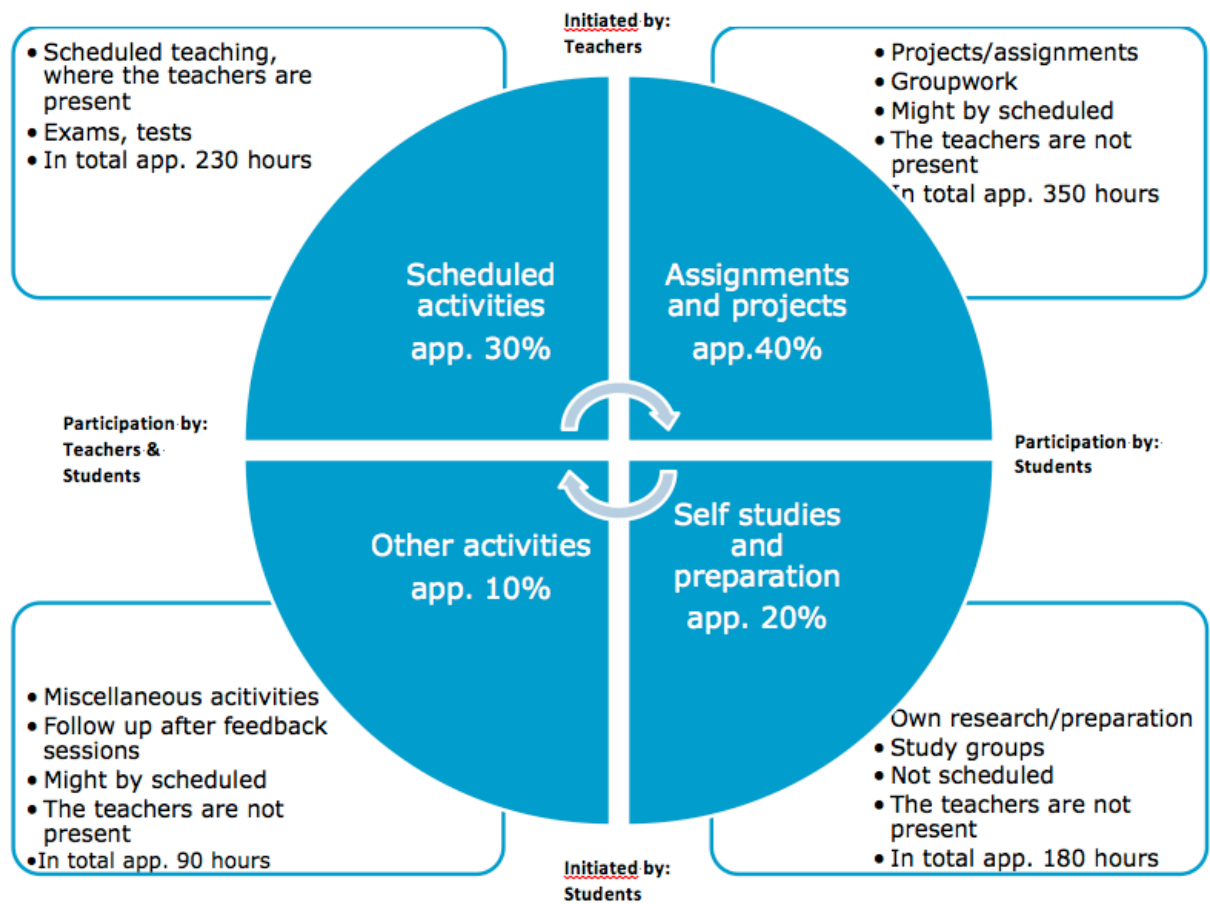 Initiated by:
Teachers
• Scheduled teaching,
where the teachers are
present
• Exams, tests
• In total app. 230 hours
• Projects/assignments
• Groupwork
• Might by scheduled
• The teachers are not
present
In total app. 350 hours
Scheduled
activities
app. 30%
Assignments
and projects
app.40%
Participation by:
Teachers &
Students
Participation by:
Students
Other activities
app. 10%
Self studies
and
preparation
app. 20%
• Miscellaneous acitivities
• Follow up after feedback
sessions
• Might by scheduled
• The teachers are not
present
•In total app. 90 hours
Own research/preparation
• Study groups
• Not scheduled
• The teachers are not
present
• In total app. 180 hours
Initiated by:
Students